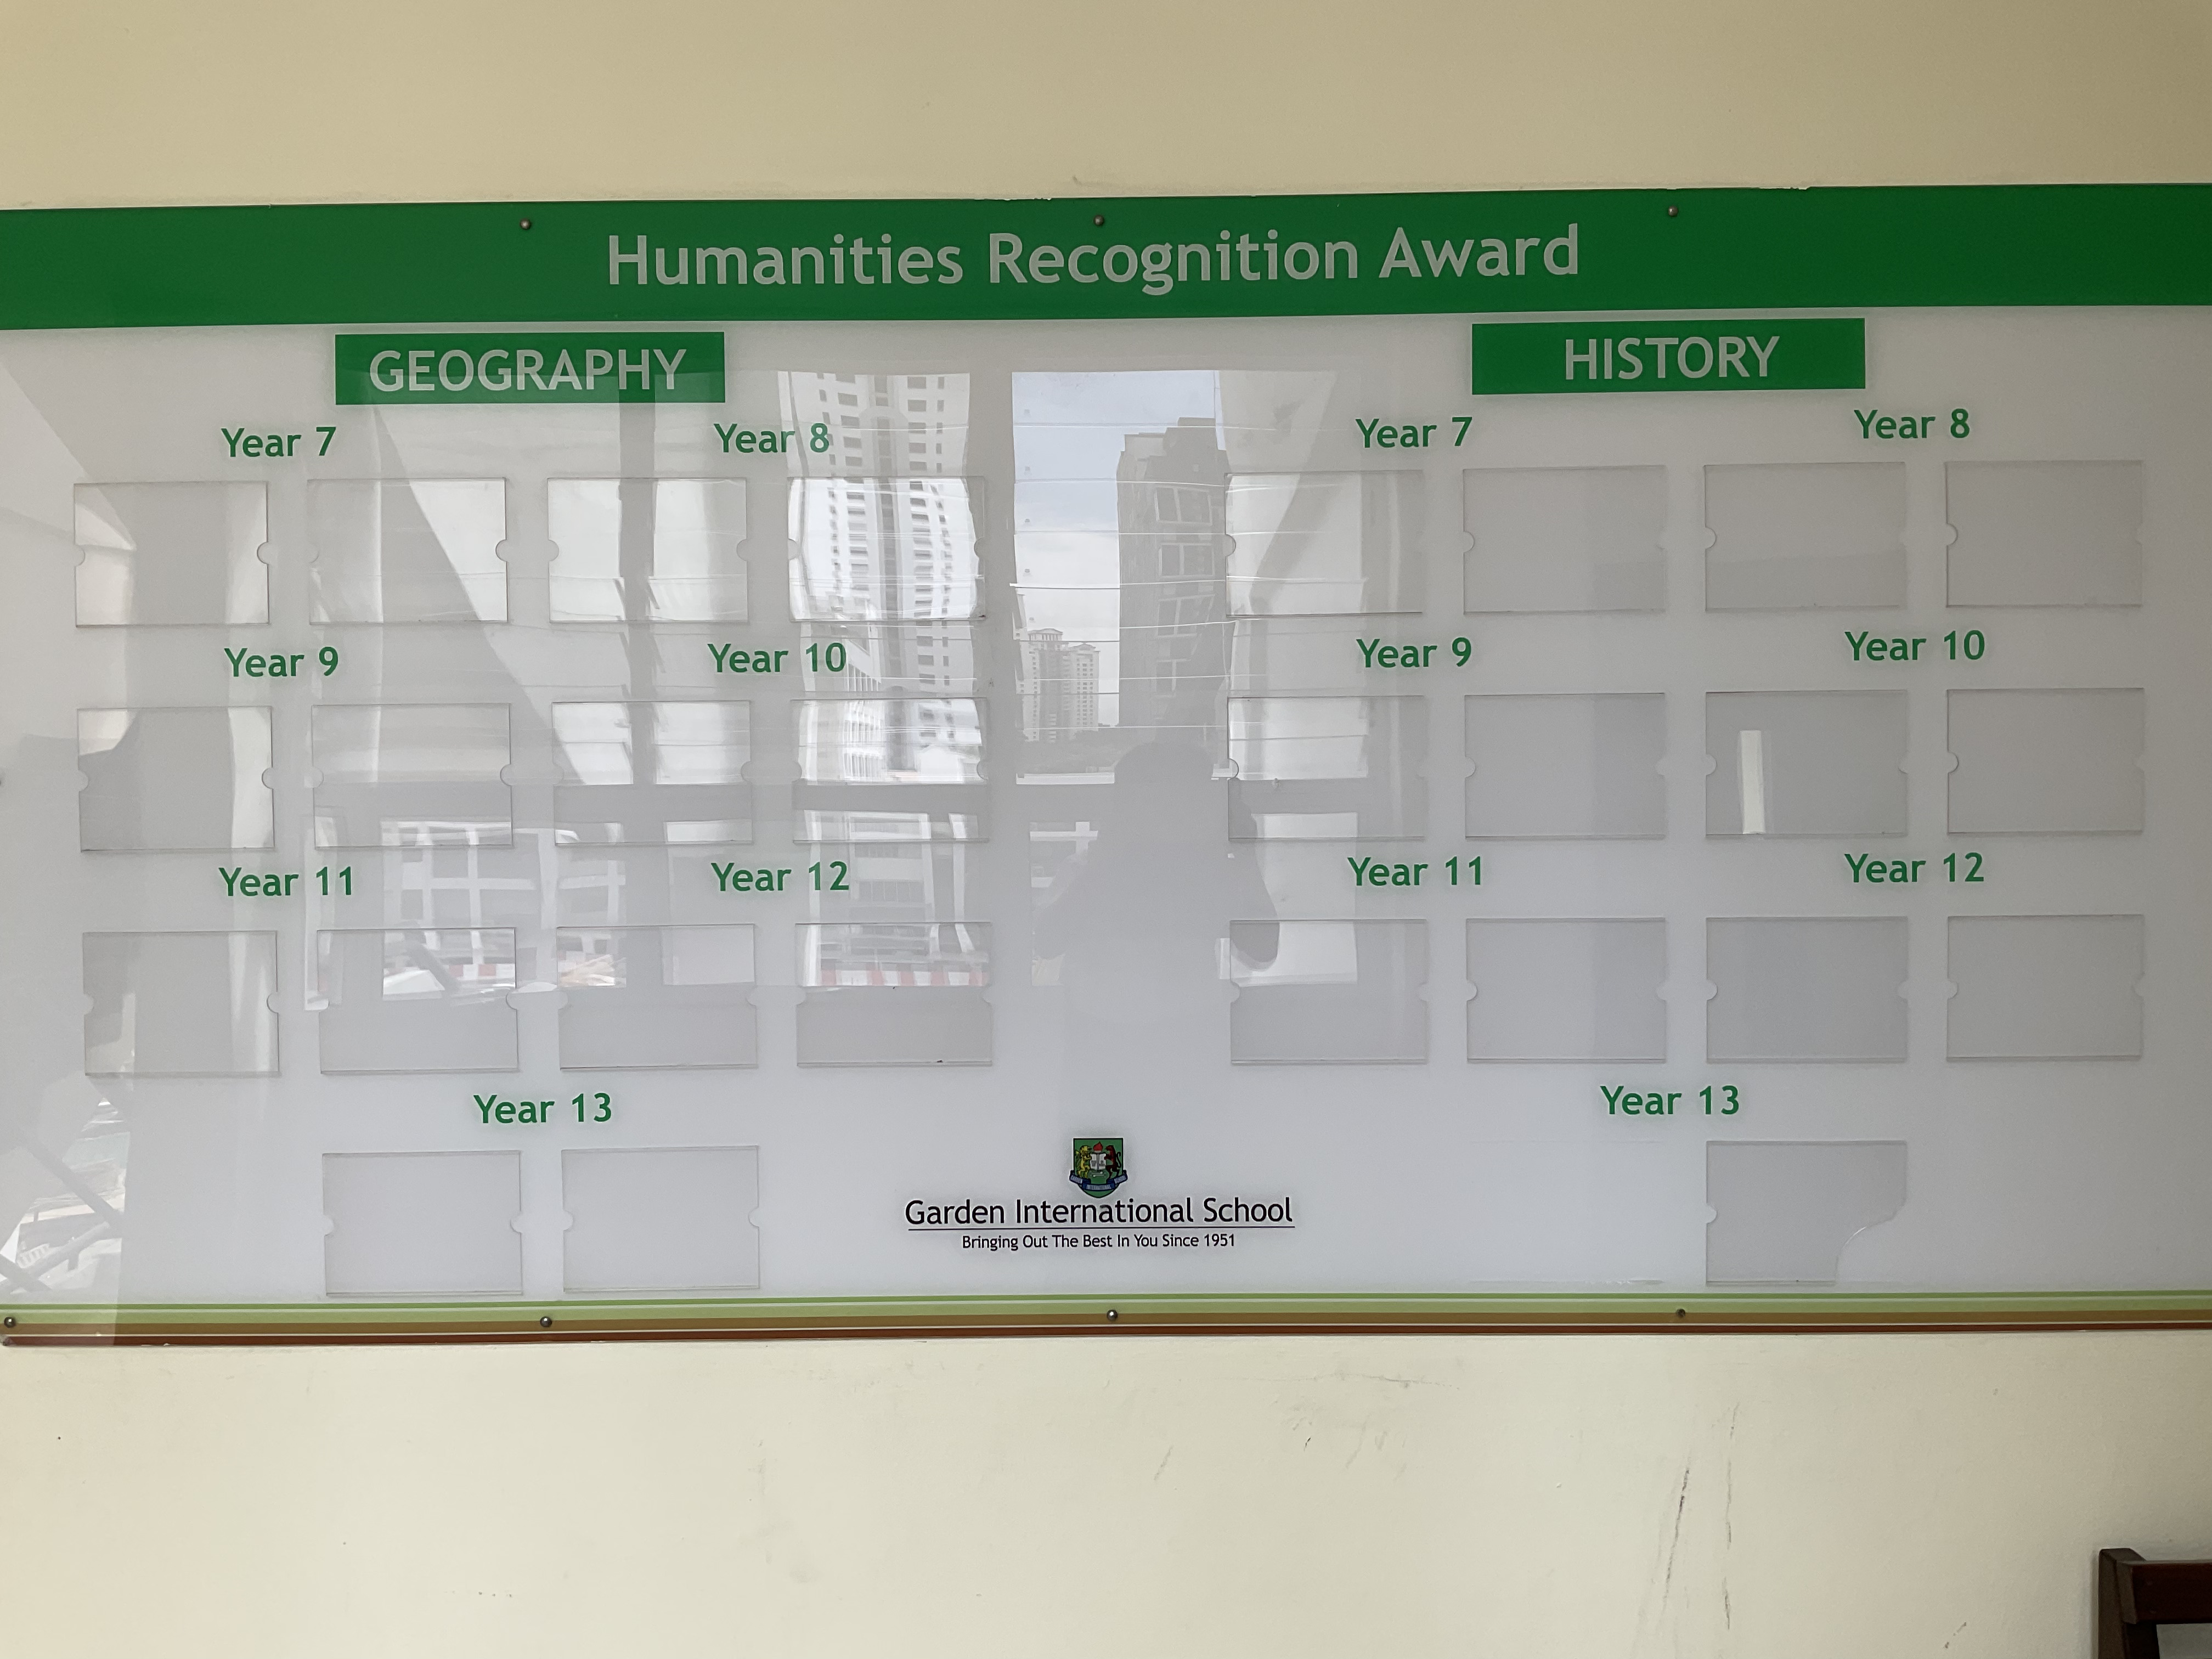 Humanities Recognition Award
GEOGRAPHY
Year 7
Year 8
Year 9
Year 10
Year 11
Year 12
Year 13
HISTORY
Year 7
Year 8
Year 9
Year 10
Year 11
Year 12
Year 13
Garden International School
Bringing Out The Best In You Since 1951